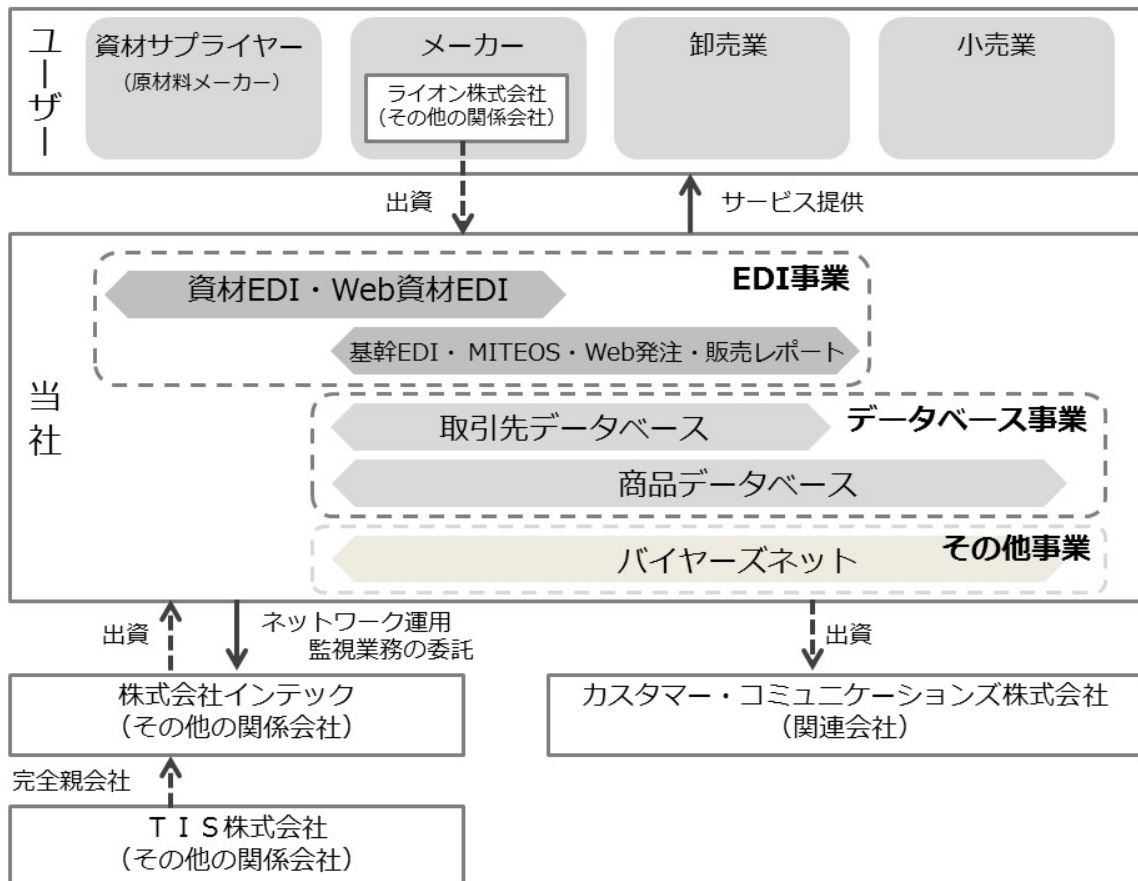 ユーザー
資材サプライヤー
（原材料メーカー）
メーカー
ライオン株式会社
（その他の関係会社）
卸売業
小売業
出資
サービス提供
当社
EDI事業
資材EDI・Web資材EDI
基幹EDI・ MITEOS・Web発注・販売レポート
データベース事業
取引先データベース
商品データベース
その他事業
バイヤーズネット
出資
ネットワーク運用
監視業務の委託
出資
株式会社インテック
（その他の関係会社）
カスタマー・コミュニケーションズ株式会社
（関連会社）
完全親会社
ＴＩＳ株式会社
（その他の関係会社）